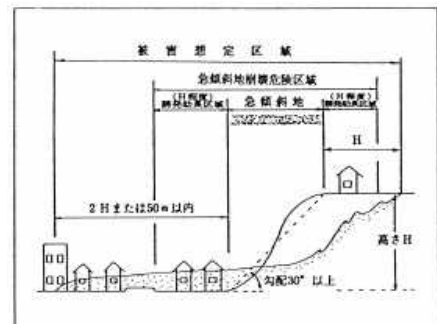 被害想定区域
急傾斜地崩壊危険区域
(H程度) 急傾斜地 (H程度)
誘発助長区域 誘発助長区域
H
2Hまたは50m以内
高さH
勾配30°以上